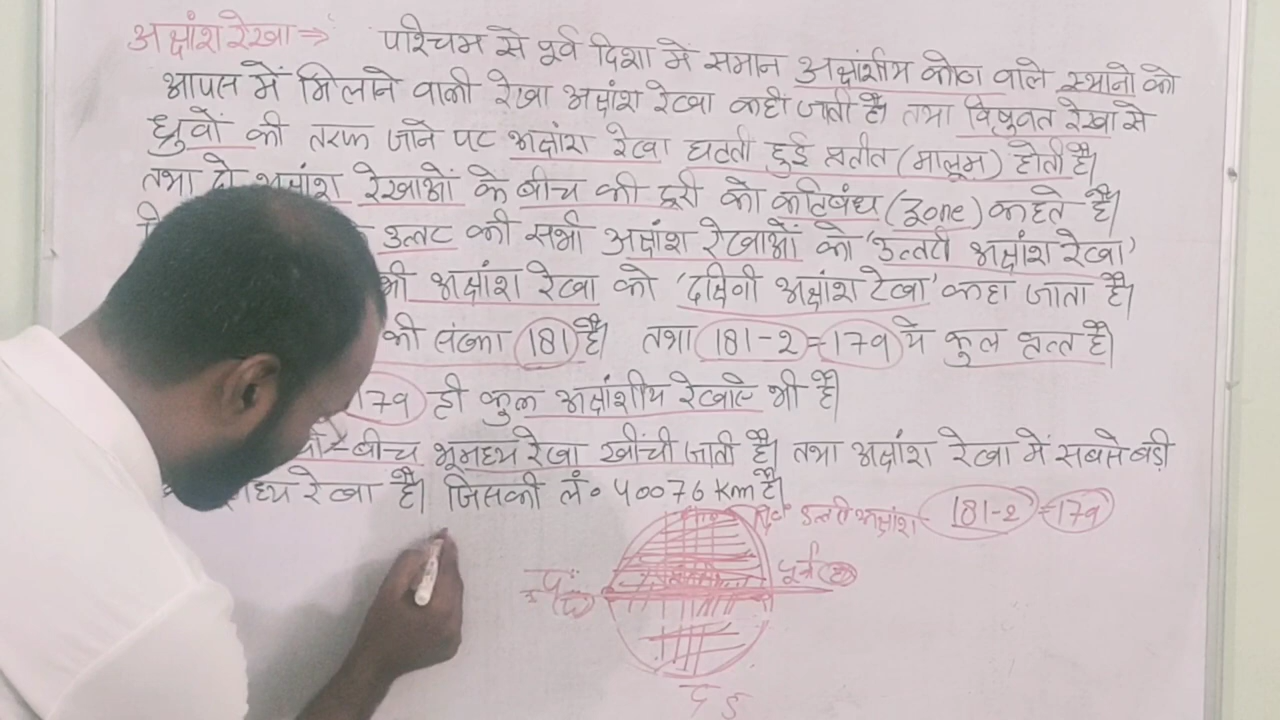 अक्षांश रेखा ⇒ पश्चिम से पूर्व दिशा में समान अक्षांशीय कोण वाले स्थानो को
आपस में मिलाने वाली रेखा अक्षांश रेखा कही जाती है तथा विषुवत रेखा से
ध्रुवों की तरफ जाने पर अक्षांश रेखा घटती हुई प्रतीत (मालूम) होती है।
तथा दो अक्षांश रेखाओं के बीच की दूरी को कटिबंध (Zone) कहते हैं।
उत्तर की सभी अक्षांश रेखाओं को 'उत्तरी अक्षांश रेखा'
अक्षांश रेखा को 'दक्षिणी अक्षांश रेखा' कहा जाता है।
की संख्या 181 है। तथा 181-2=179 ये कुल वृत्त है।
179 ही कुल अक्षांशीय रेखाएं भी हैं।
बीच भूमध्य रेखा खींची जाती है। तथा अक्षांश रेखा में सबसे बड़ी
रेखा है। जिसकी लं० 40076 Km है।
उत्तरी अक्षांश 181-2=179
पूर्व